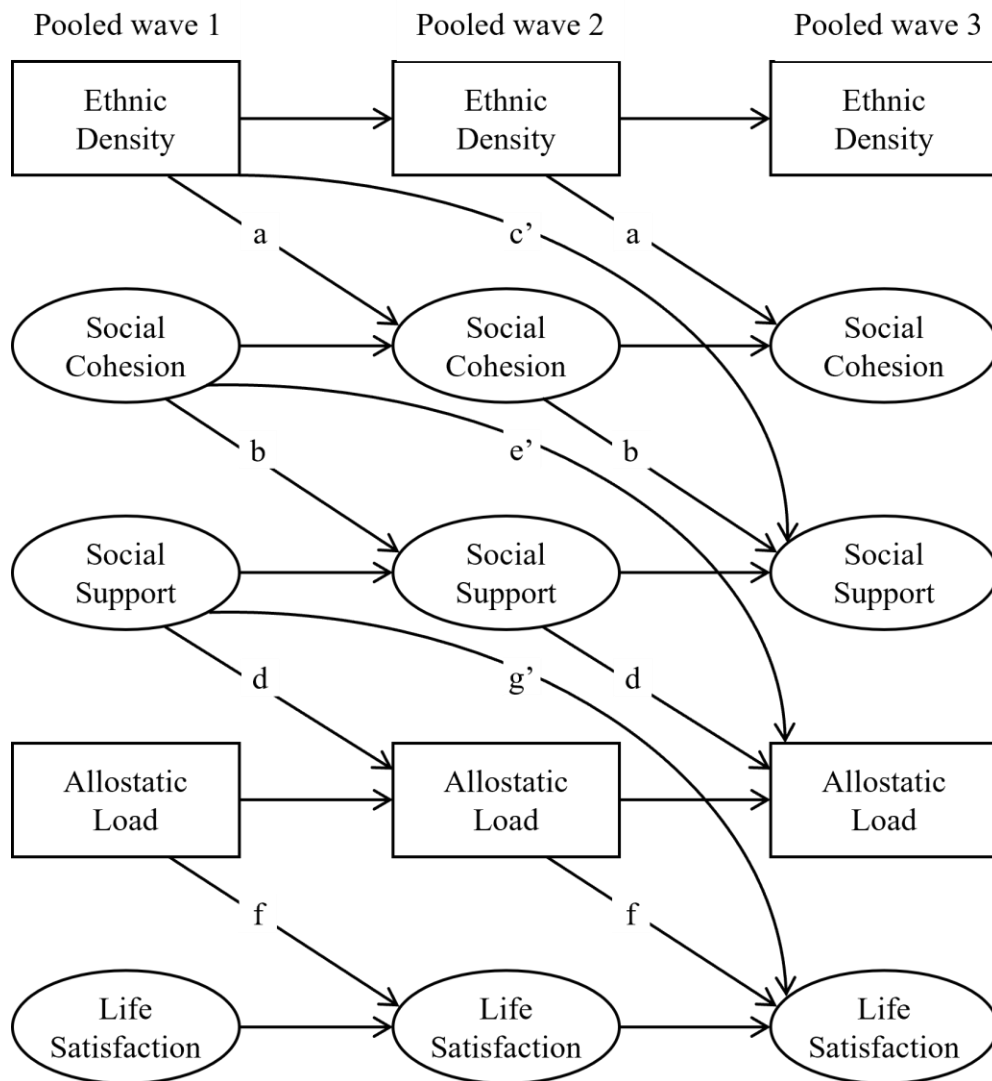 Pooled wave 1
Pooled wave 2
Pooled wave 3
Ethnic
Density
Ethnic
Density
Ethnic
Density
a
c’
a
Social
Cohesion
Social
Cohesion
Social
Cohesion
b
e’
b
Social
Support
Social
Support
Social
Support
d
g’
d
Allostatic
Load
Allostatic
Load
Allostatic
Load
f
f
Life
Satisfaction
Life
Satisfaction
Life
Satisfaction